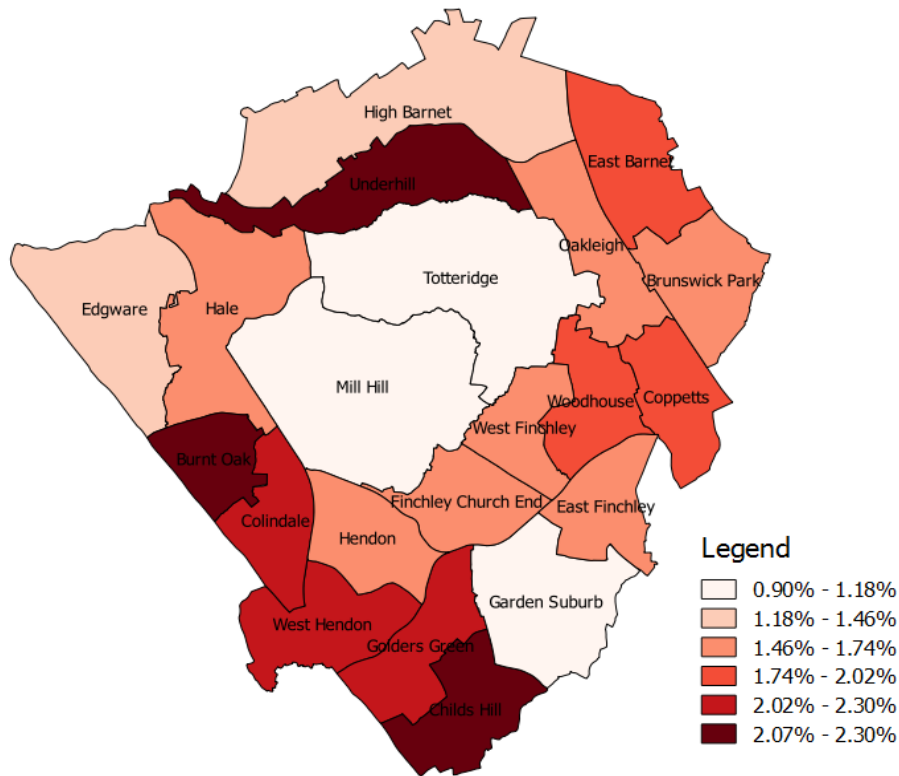 High Barnet
East Barnet
Underhill
Oakleigh
Totteridge
Brunswick Park
Edgware
Hale
Mill Hill
Woodhouse
Coppetts
West Finchley
Burnt Oak
Finchley Church End
East Finchley
Colindale
Hendon
Garden Suburb
West Hendon
Golders Green
Childs Hill
Legend
0.90% - 1.18%
1.18% - 1.46%
1.46% - 1.74%
1.74% - 2.02%
2.02% - 2.30%
2.07% - 2.30%